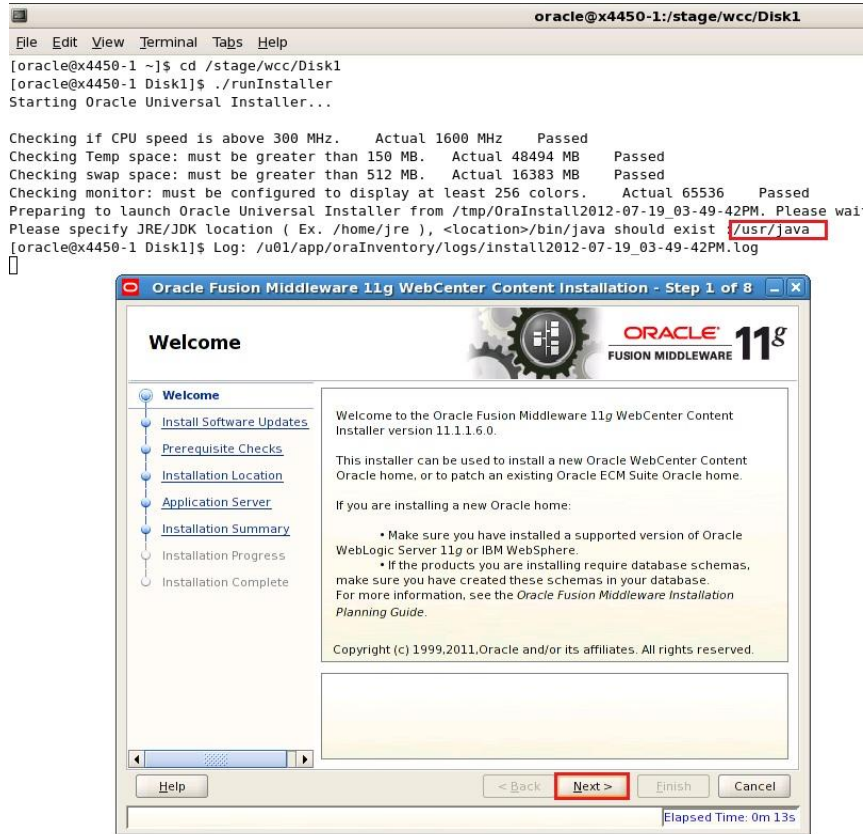 oracle@x4450-1:/stage/wcc/Disk1
File Edit View Terminal Tabs Help
[oracle@x4450-1 ~]$ cd /stage/wcc/Disk1
[oracle@x4450-1 Disk1]$ ./runInstaller
Starting Oracle Universal Installer...
Checking if CPU speed is above 300 MHz. Actual 1600 MHz Passed
Checking Temp space: must be greater than 150 MB. Actual 48494 MB Passed
Checking swap space: must be greater than 512 MB. Actual 16383 MB Passed
Checking monitor: must be configured to display at least 256 colors. Actual 65536 Passed
Preparing to launch Oracle Universal Installer from /tmp/OraInstall2012-07-19_03-49-42PM. Please wai
Please specify JRE/JDK location ( Ex. /home/jre ), <location>/bin/java should exist :/usr/java
[oracle@x4450-1 Disk1]$ Log: /u01/app/oraInventory/logs/install2012-07-19_03-49-42PM.log
Oracle Fusion Middleware 11g WebCenter Content Installation - Step 1 of 8
Welcome
ORACLE
FUSION MIDDLEWARE 11g
Welcome
Install Software Updates
Prerequisite Checks
Installation Location
Application Server
Installation Summary
Installation Progress
Installation Complete
Welcome to the Oracle Fusion Middleware 11g WebCenter Content
Installer version 11.1.1.6.0.
This installer can be used to install a new Oracle WebCenter Content
Oracle home, or to patch an existing Oracle ECM Suite Oracle home.
If you are installing a new Oracle home:
• Make sure you have installed a supported version of Oracle
WebLogic Server 11g or IBM WebSphere.
• If the products you are installing require database schemas,
make sure you have created these schemas in your database.
For more information, see the Oracle Fusion Middleware Installation
Planning Guide.
Copyright (c) 1999,2011,Oracle and/or its affiliates. All rights reserved.
Help
< Back Next > Finish Cancel
Elapsed Time: 0m 13s